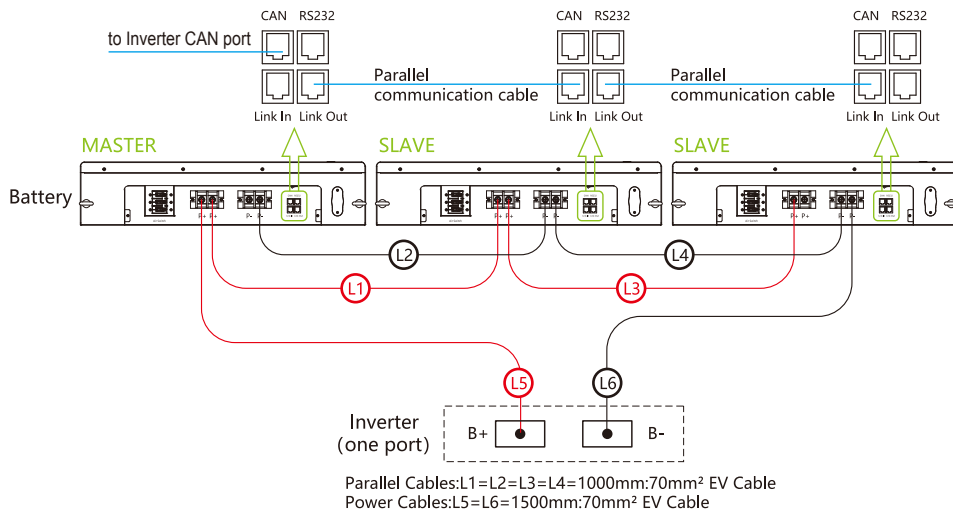 CAN RS232
CAN RS232
CAN RS232
to Inverter CAN port
Parallel
communication cable
Parallel
communication cable
Link In Link Out
Link In Link Out
Link In Link Out
MASTER
SLAVE
SLAVE
Battery
P+ P+ P- P-
P+ P+ P- P-
P+ P+ P- P-
L2
L4
L1
L3
L5
L6
Inverter
(one port)
B+
B-
Parallel Cables:L1=L2=L3=L4=1000mm:70mm² EV Cable
Power Cables:L5=L6=1500mm:70mm² EV Cable